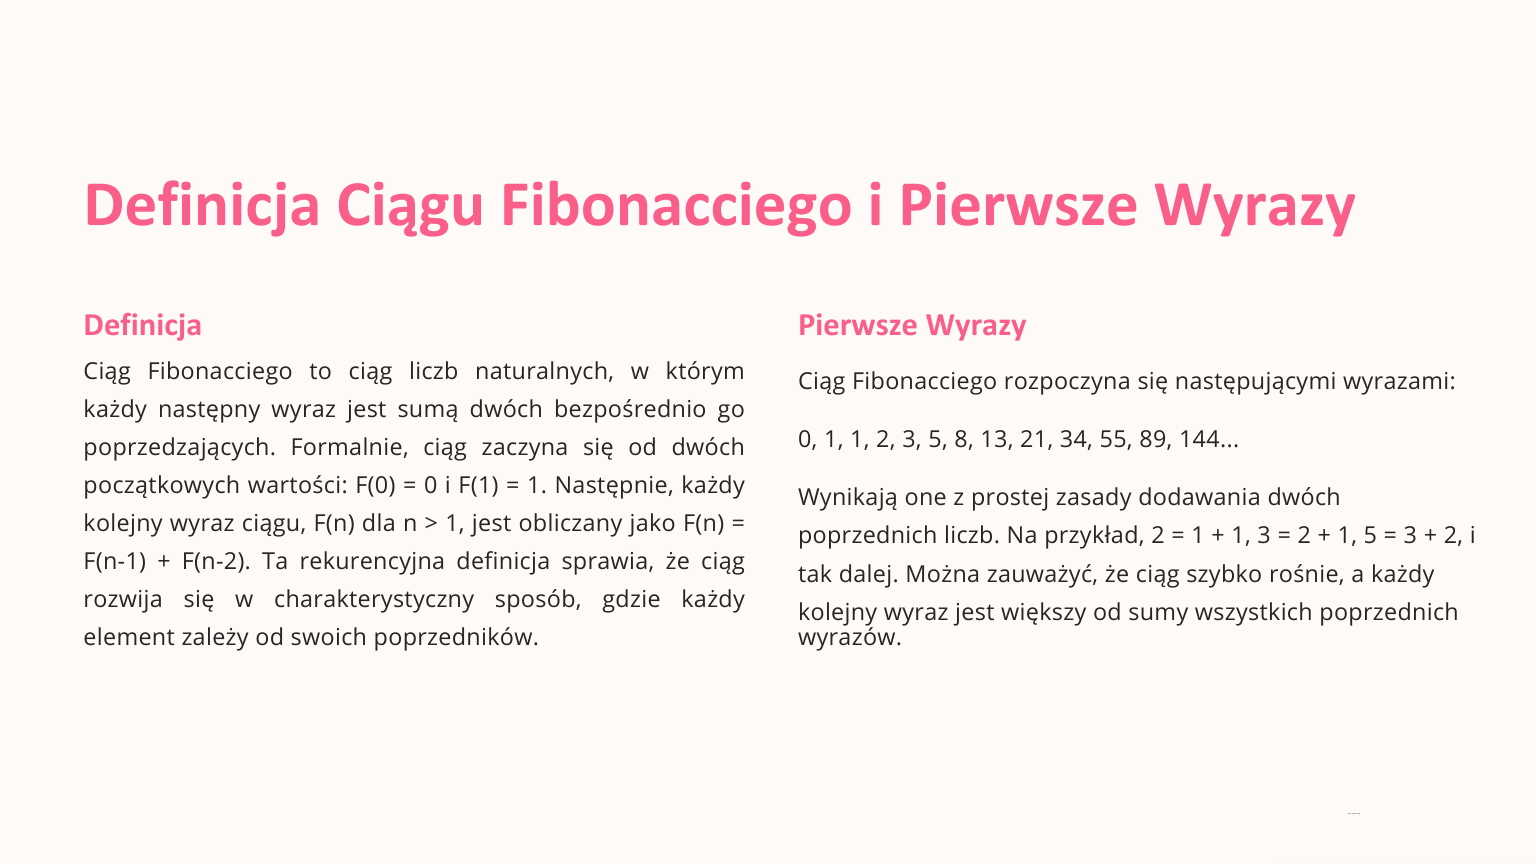 Definicja Ciągu Fibonacciego i Pierwsze Wyrazy
Definicja
Ciąg Fibonacciego to ciąg liczb naturalnych, w którym
każdy następny wyraz jest sumą dwóch bezpośrednio go
poprzedzających. Formalnie, ciąg zaczyna się od dwóch
początkowych wartości: F(0) = 0 i F(1) = 1. Następnie, każdy
kolejny wyraz ciągu, F(n) dla n > 1, jest obliczany jako F(n) =
F(n-1) + F(n-2). Ta rekurencyjna definicja sprawia, że ciąg
rozwija się w charakterystyczny sposób, gdzie każdy
element zależy od swoich poprzedników.
Pierwsze Wyrazy
Ciąg Fibonacciego rozpoczyna się następującymi wyrazami:
0, 1, 1, 2, 3, 5, 8, 13, 21, 34, 55, 89, 144...
Wynikają one z prostej zasady dodawania dwóch
poprzednich liczb. Na przykład, 2 = 1 + 1, 3 = 2 + 1, 5 = 3 + 2, i
tak dalej. Można zauważyć, że ciąg szybko rośnie, a każdy
kolejny wyraz jest większy od sumy wszystkich poprzednich
wyrazów.